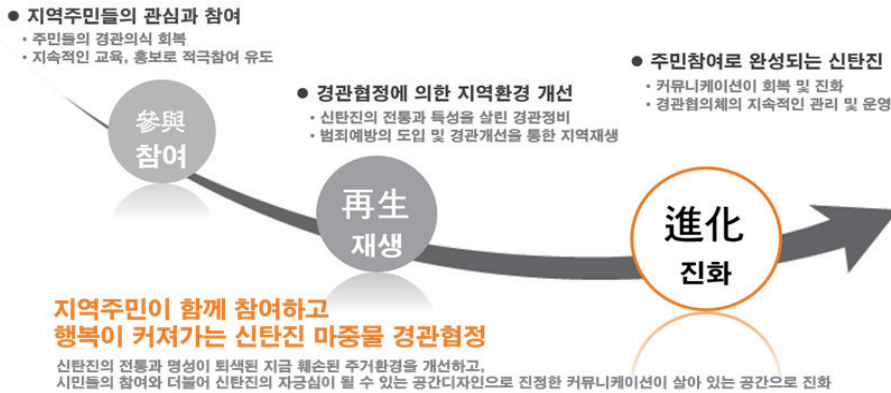 ● 지역주민들의 관심과 참여
• 주민들의 경관의식 회복
• 지속적인 교육, 홍보로 적극참여 유도
參與
참여
● 경관협정에 의한 지역환경 개선
• 신탄진의 전통과 특성을 살린 경관정비
• 범죄예방의 도입 및 경관개선을 통한 지역재생
再生
재생
● 주민참여로 완성되는 신탄진
• 커뮤니케이션이 회복 및 진화
• 경관협의체의 지속적인 관리 및 운영
進化
진화
지역주민이 함께 참여하고
행복이 커져가는 신탄진 마중물 경관협정
신탄진의 전통과 명성이 퇴색된 지금 훼손된 주거환경을 개선하고,
시민들의 참여와 더불어 신탄진의 자긍심이 될 수 있는 공간디자인으로 진정한 커뮤니케이션이 살아 있는 공간으로 진화